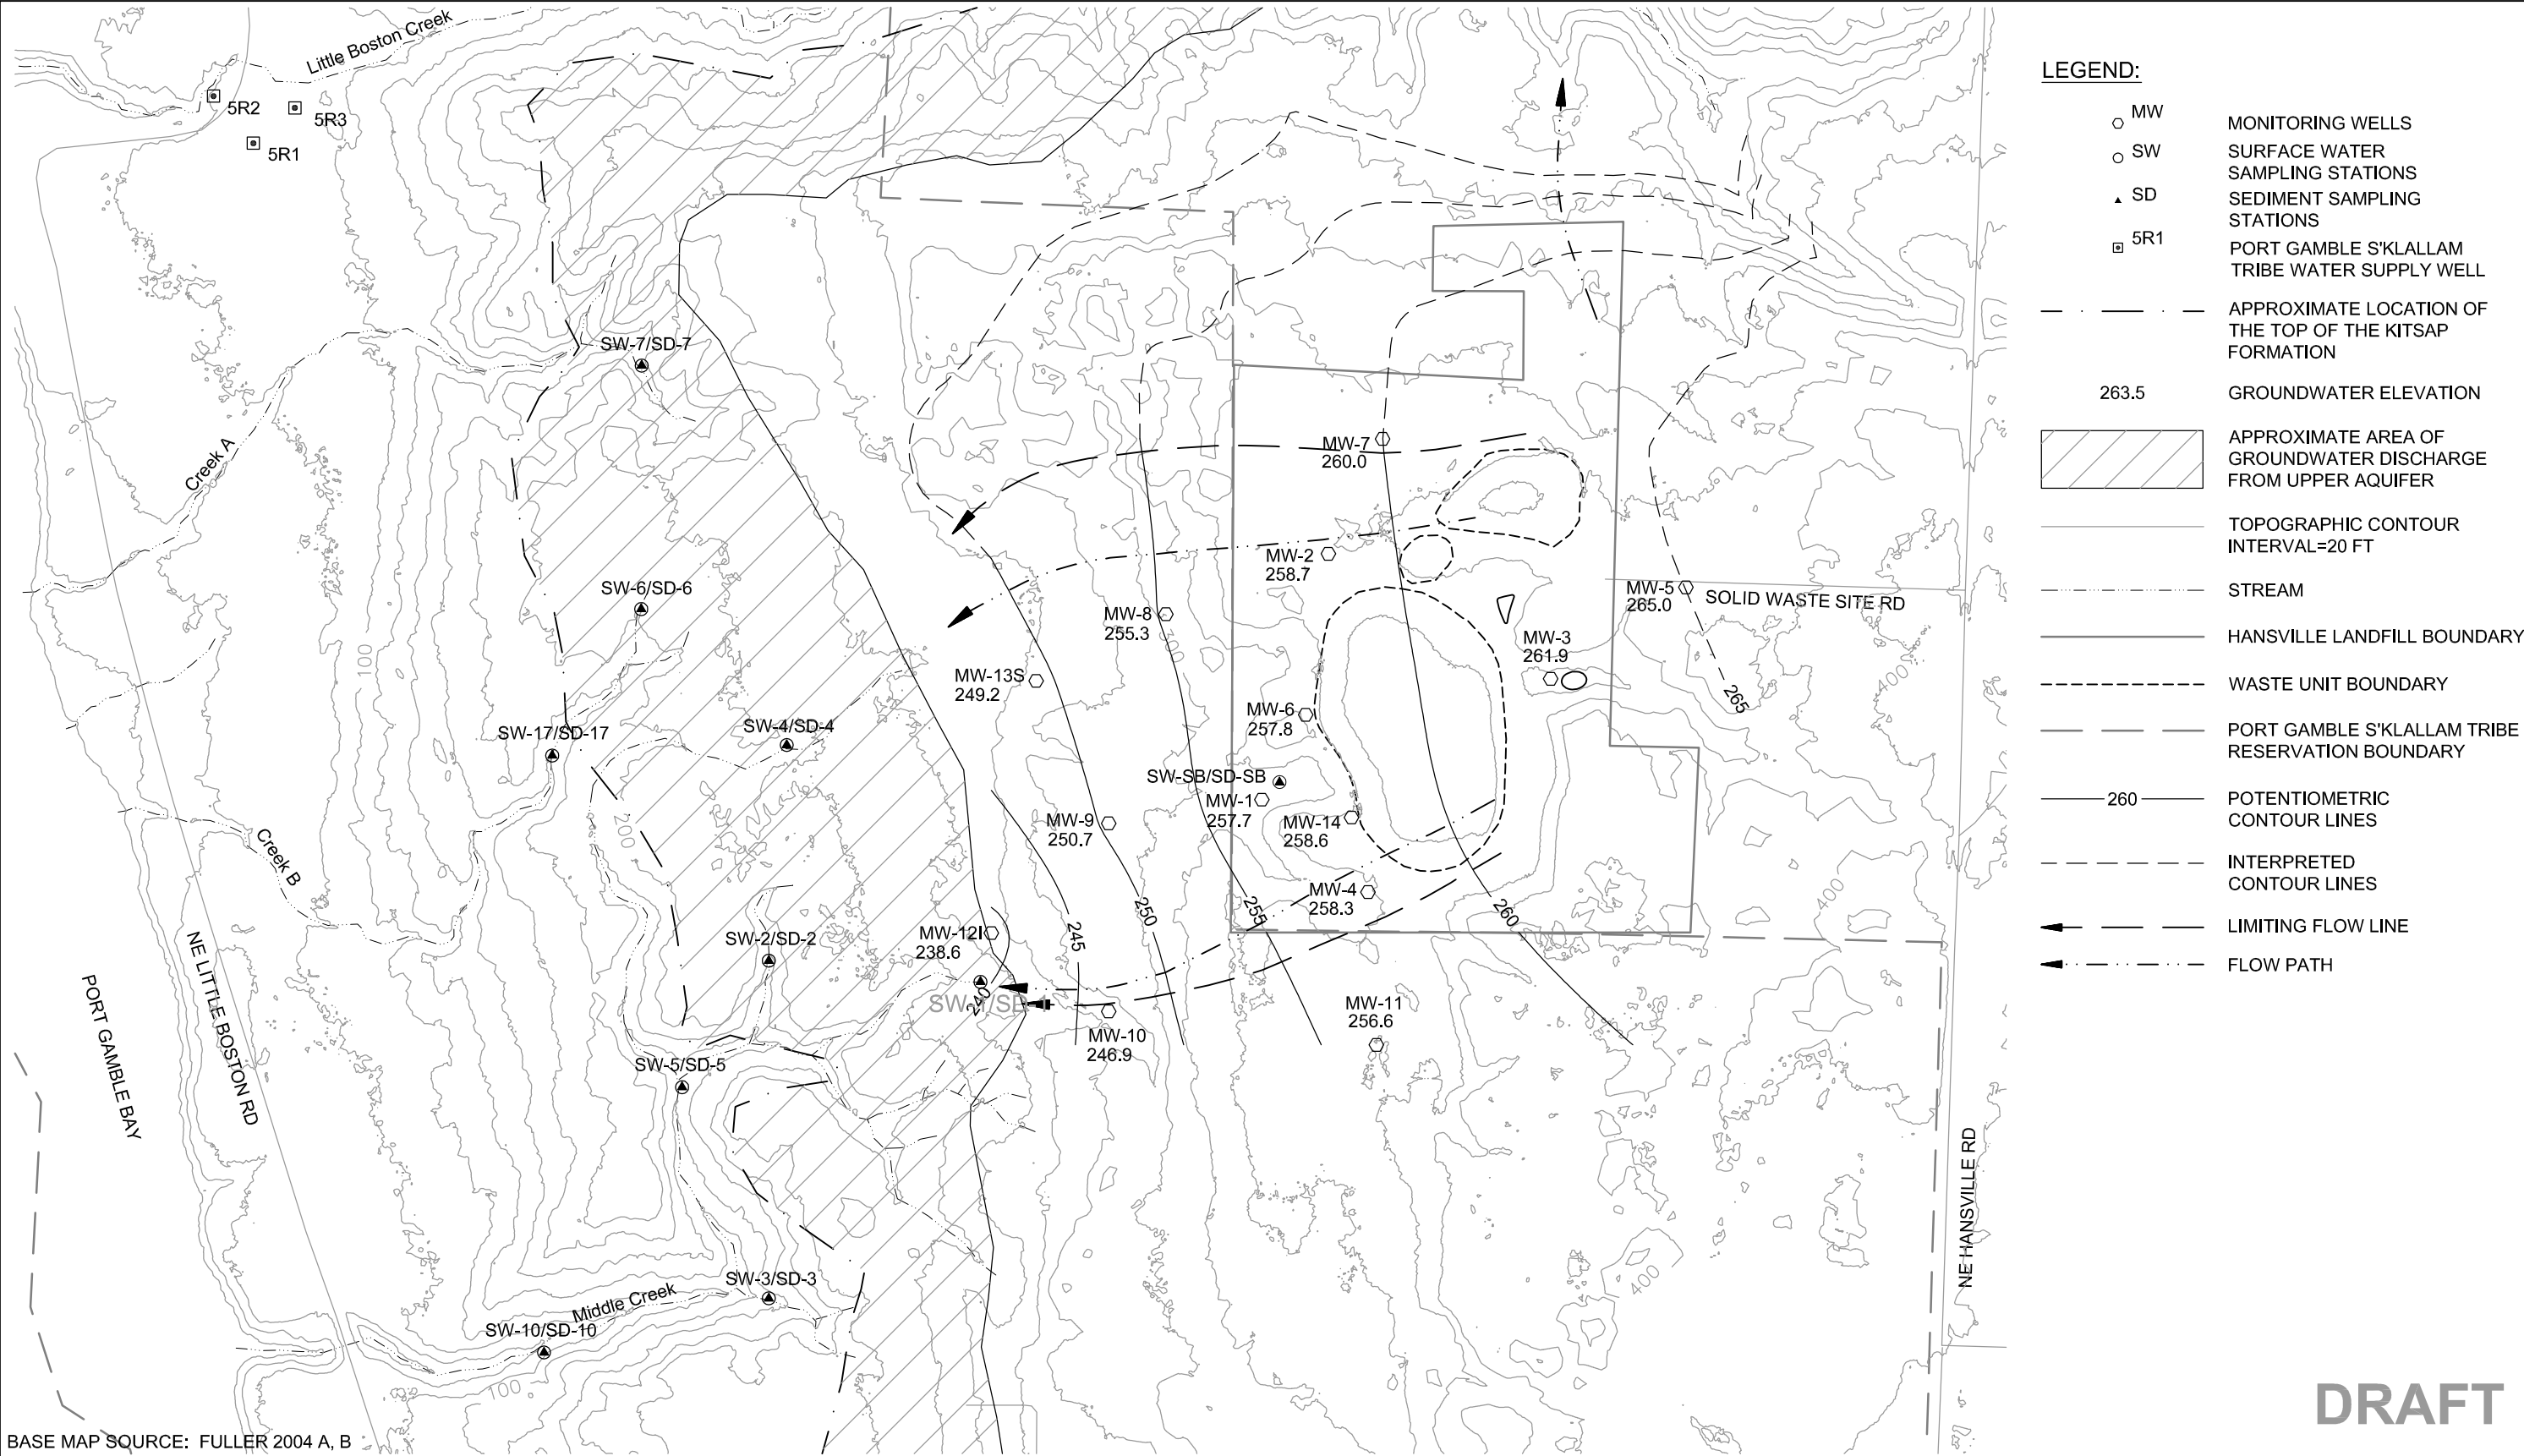 Little Boston Creek
5R2
5R3
5R1
SW-7/SD-7
Creek A
MW-7
260.0
MW-2
258.7
SW-6/SD-6
MW-5
265.0
SOLID WASTE SITE RD
MW-8
255.3
300
MW-3
261.9
100
MW-13S
249.2
400
265
MW-6
257.8
SW-17/SD-17
SW-4/SD-4
SW-SB/SD-SB
MW-1
257.7
MW-14
258.6
MW-9
250.7
200
Creek B
MW-4
258.3
400
250
255
260
245
MW-12I
238.6
SW-2/SD-2
NE LITTLE BOSTON RD
PORT GAMBLE BAY
240
SW-1/SD-1
MW-11
256.6
MW-10
246.9
SW-5/SD-5
NE HANSVILLE RD
SW-3/SD-3
400
Middle Creek
SW-10/SD-10
100
BASE MAP SOURCE: FULLER 2004 A, B
LEGEND:
MW
MONITORING WELLS
SW
SURFACE WATER
SAMPLING STATIONS
SD
SEDIMENT SAMPLING
STATIONS
5R1
PORT GAMBLE S'KLALLAM
TRIBE WATER SUPPLY WELL
APPROXIMATE LOCATION OF
THE TOP OF THE KITSAP
FORMATION
263.5
GROUNDWATER ELEVATION
APPROXIMATE AREA OF
GROUNDWATER DISCHARGE
FROM UPPER AQUIFER
TOPOGRAPHIC CONTOUR
INTERVAL=20 FT
STREAM
HANSVILLE LANDFILL BOUNDARY
WASTE UNIT BOUNDARY
PORT GAMBLE S'KLALLAM TRIBE
RESERVATION BOUNDARY
260
POTENTIOMETRIC
CONTOUR LINES
INTERPRETED
CONTOUR LINES
LIMITING FLOW LINE
FLOW PATH
DRAFT